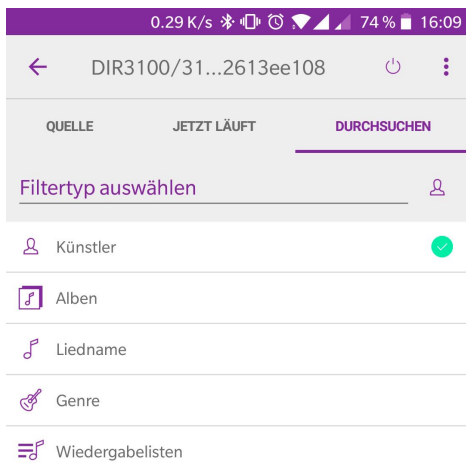 0.29 K/s 74 % 16:09
DIR3100/31...2613ee108
QUELLE JETZT LÄUFT DURCHSUCHEN
Filtertyp auswählen
Künstler
Alben
Liedname
Genre
Wiedergabelisten